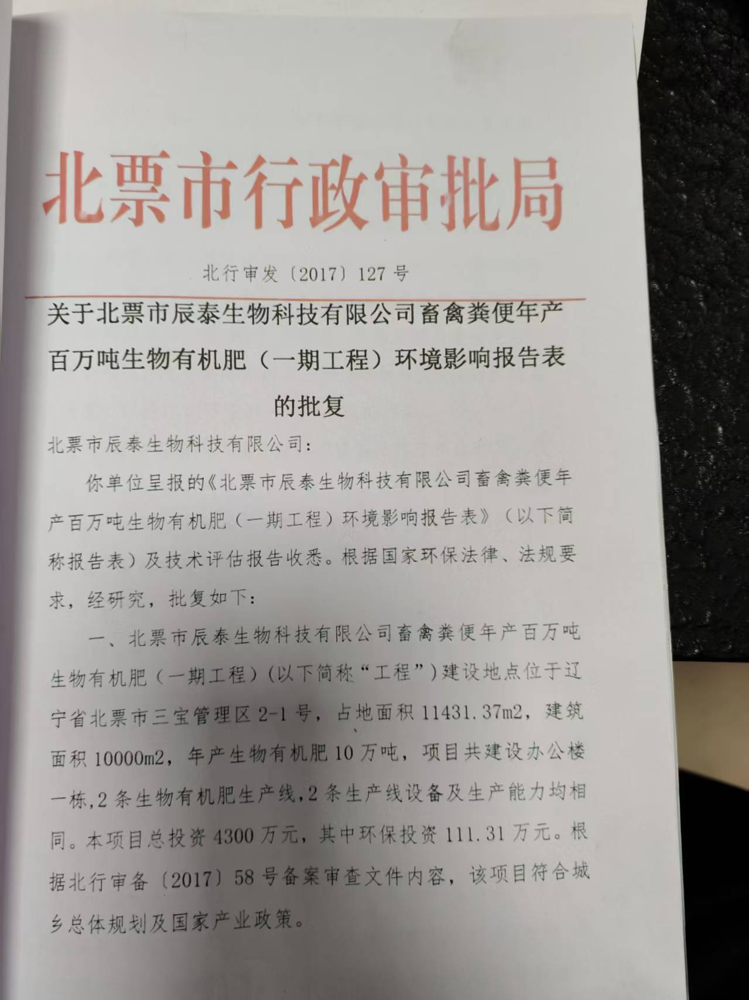 北票市行政审批局
北行审发〔2017〕127号
关于北票市辰泰生物科技有限公司畜禽粪便年产
百万吨生物有机肥（一期工程）环境影响报告表
的批复
北票市辰泰生物科技有限公司：
你单位呈报的《北票市辰泰生物科技有限公司畜禽粪便年
产百万吨生物有机肥（一期工程）环境影响报告表》（以下简
称报告表）及技术评估报告收悉。根据国家环保法律、法规要
求，经研究，批复如下：
一、北票市辰泰生物科技有限公司畜禽粪便年产百万吨
生物有机肥（一期工程）(以下简称“工程”)建设地点位于辽
宁省北票市三宝管理区2-1号，占地面积11431.37m2，建筑
面积10000m2，年产生物有机肥10万吨，项目共建设办公楼
一栋,2条生物有机肥生产线,2条生产线设备及生产能力均相
同。本项目总投资4300万元，其中环保投资111.31万元。根
据北行审备〔2017〕58号备案审查文件内容，该项目符合城
乡总体规划及国家产业政策。